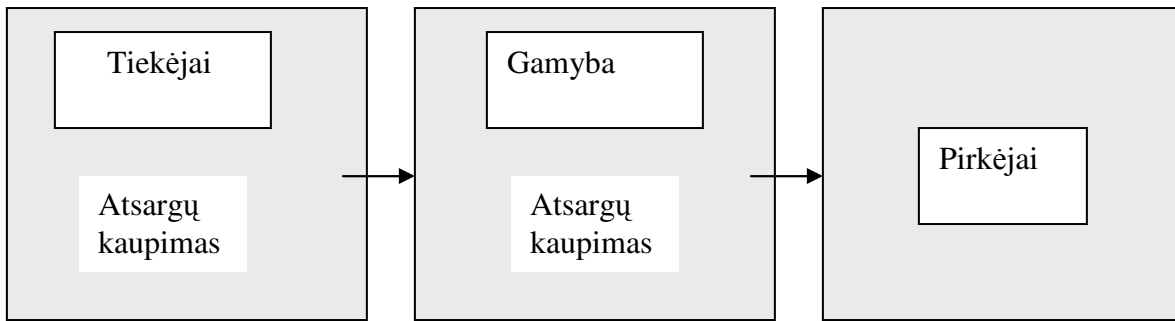 Tiekėjai
Atsargų
kaupimas
Gamyba
Atsargų
kaupimas
Pirkėjai